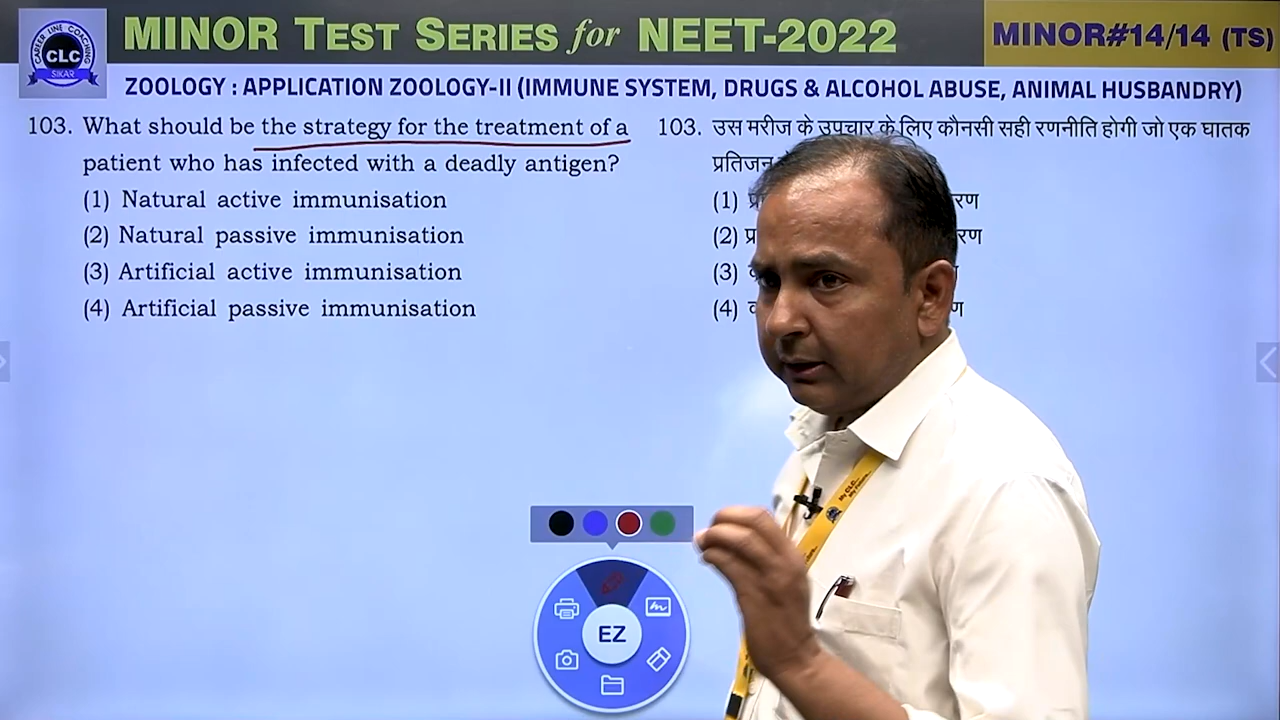 CAREER LINE COACHING
CLC
SIKAR
MINOR TEST SERIES for NEET-2022
MINOR#14/14 (TS)
ZOOLOGY : APPLICATION ZOOLOGY-II (IMMUNE SYSTEM, DRUGS & ALCOHOL ABUSE, ANIMAL HUSBANDRY)
103. What should be the strategy for the treatment of a
patient who has infected with a deadly antigen?
(1) Natural active immunisation
(2) Natural passive immunisation
(3) Artificial active immunisation
(4) Artificial passive immunisation
103. उस मरीज के उपचार के लिए कौनसी सही रणनीति होगी जो एक घातक
(1)
(2)
(3)
(4)
EZ
My CLC...